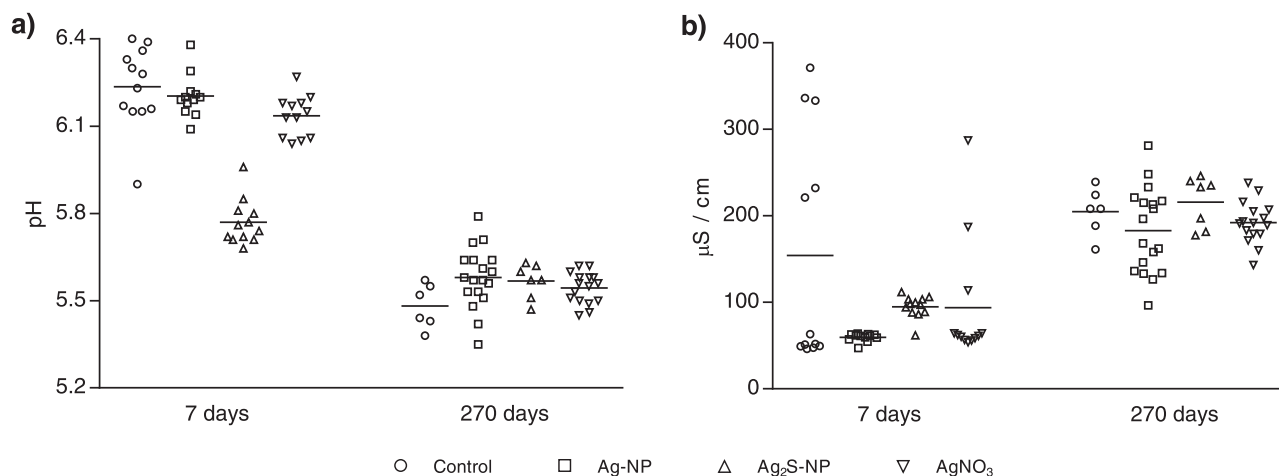 a)
6.4
6.1
5.8
5.5
5.2
pH
7 days
270 days
b)
400
300
200
100
0
µS / cm
7 days
270 days
Control
Ag-NP
Ag₂S-NP
AgNO₃